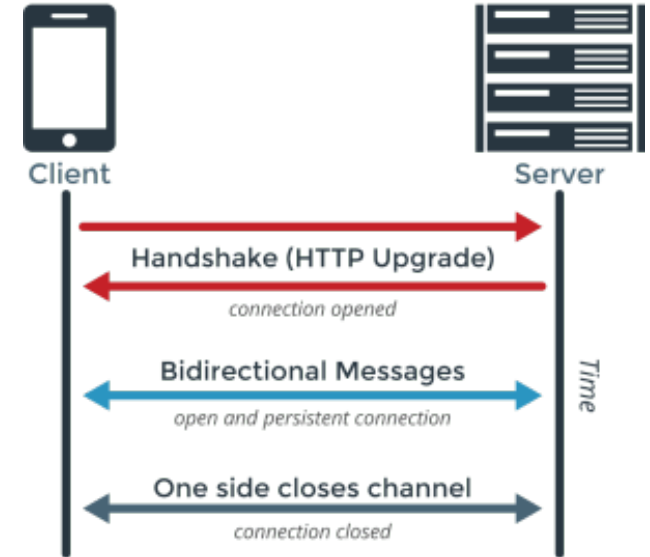 Client
Server
Handshake (HTTP Upgrade)
connection opened
Bidirectional Messages
open and persistent connection
Time
One side closes channel
connection closed